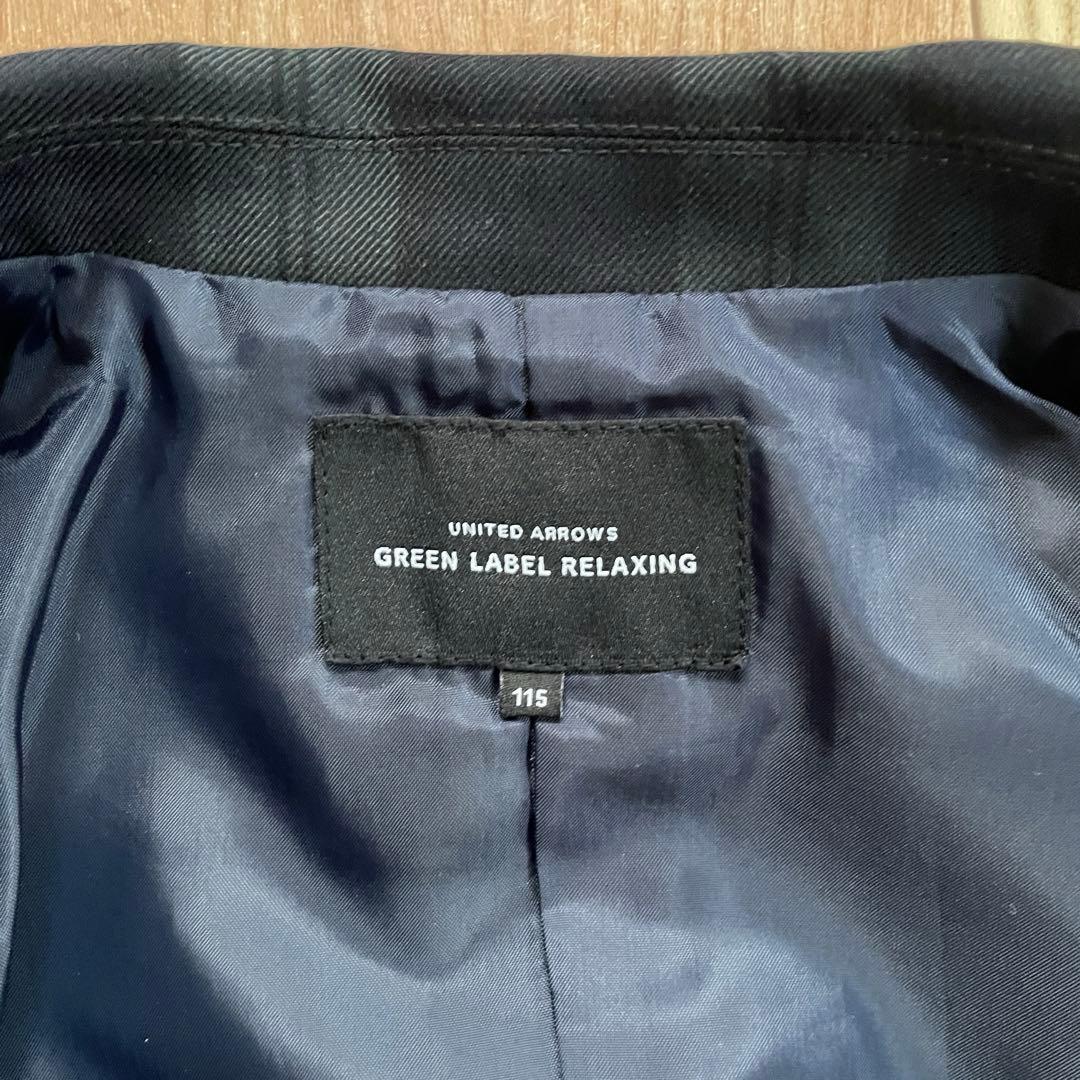 UNITED ARROWS
GREEN LABEL RELAXING
115